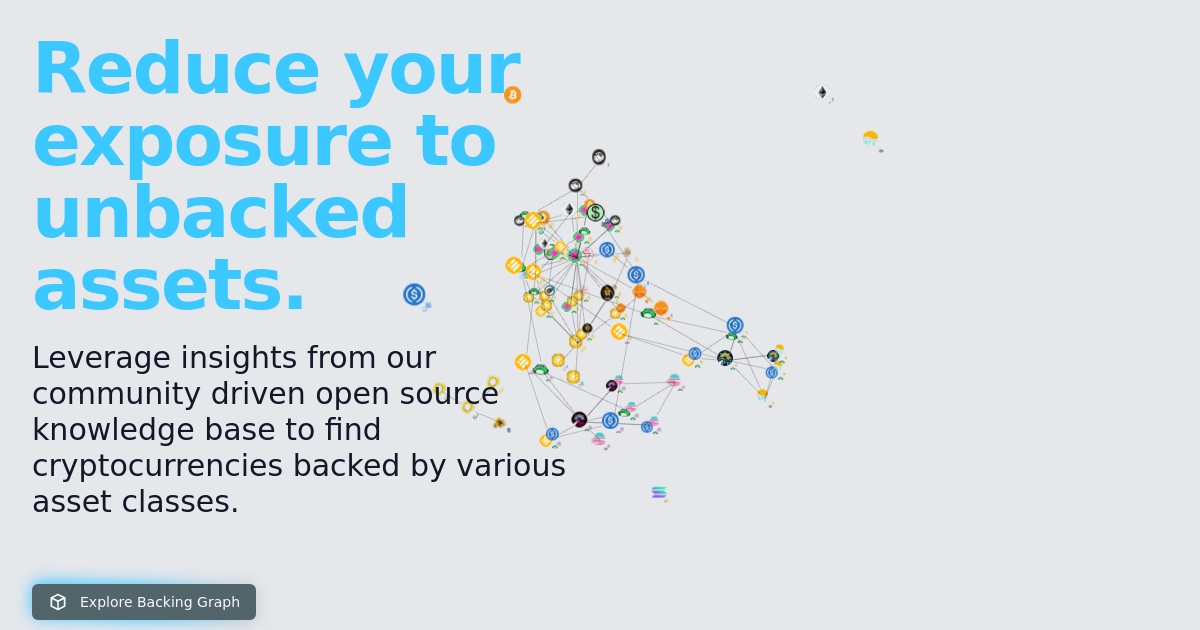 Reduce your
exposure to
unbacked
assets.
Leverage insights from our
community driven open source
knowledge base to find
cryptocurrencies backed by various
asset classes.
Explore Backing Graph